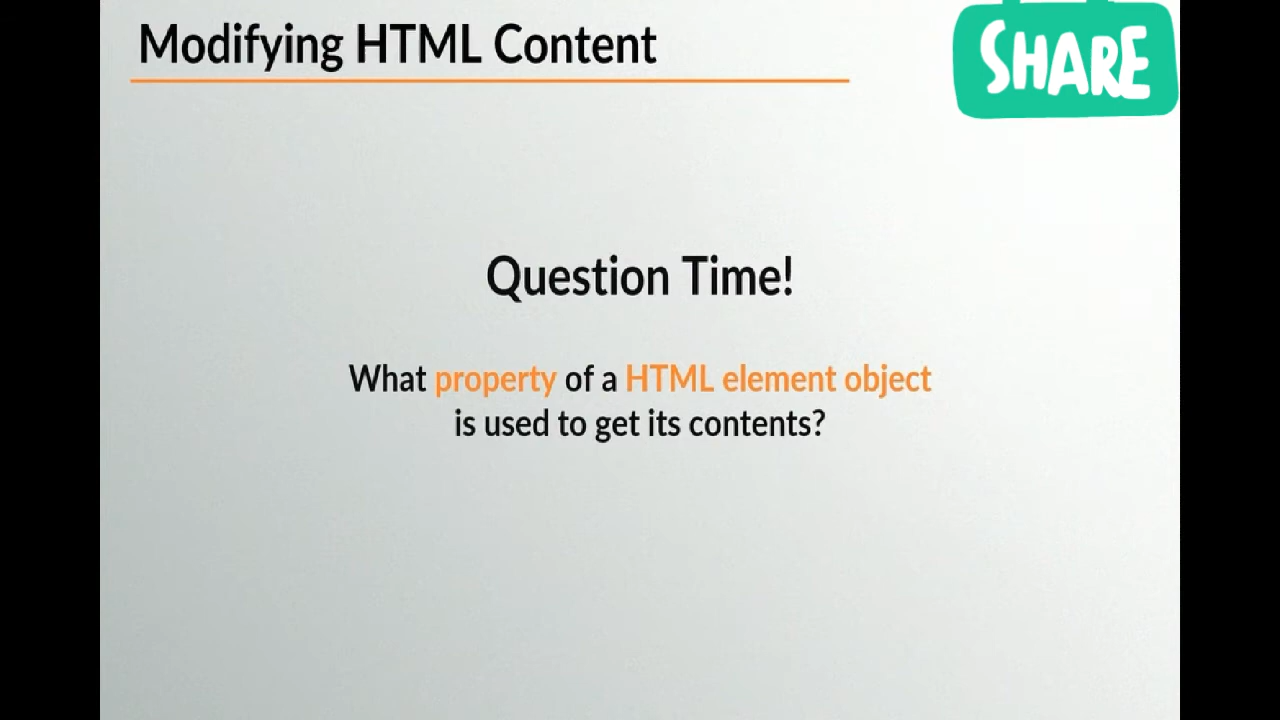 Modifying HTML Content
SHARE
Question Time!
What property of a HTML element object
is used to get its contents?